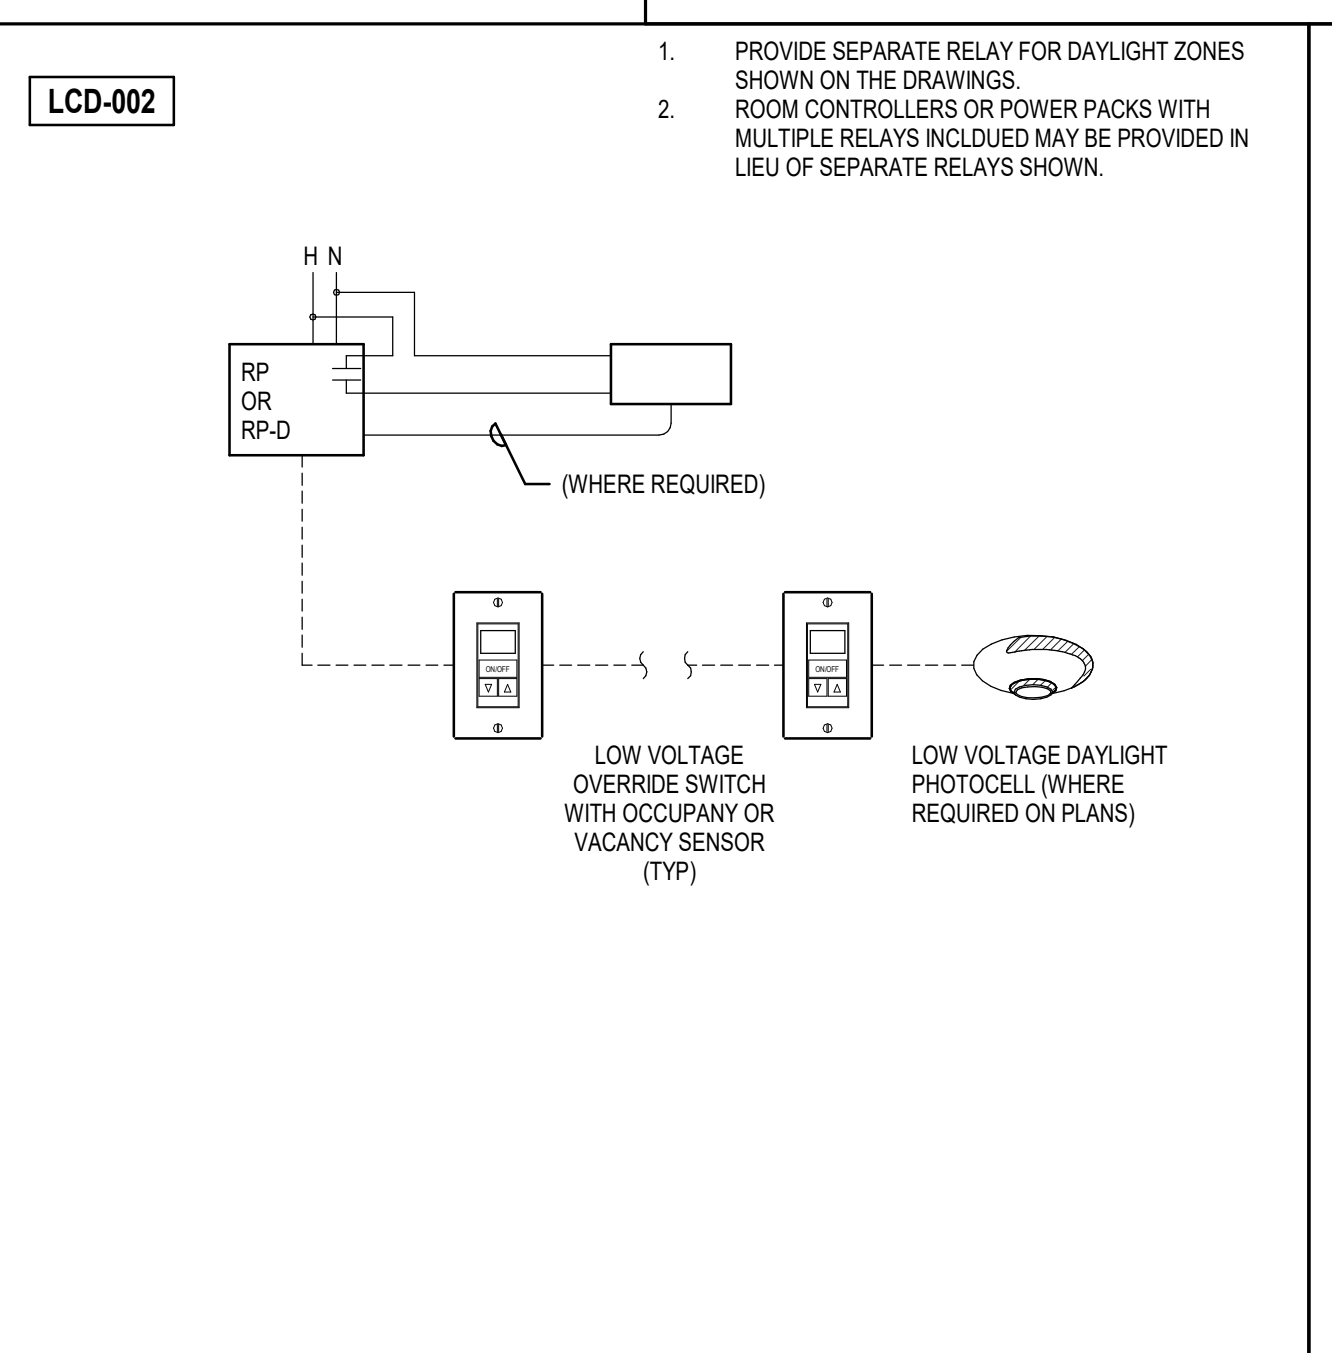 LCD-002
1. PROVIDE SEPARATE RELAY FOR DAYLIGHT ZONES
SHOWN ON THE DRAWINGS.
2. ROOM CONTROLLERS OR POWER PACKS WITH
MULTIPLE RELAYS INCLDUED MAY BE PROVIDED IN
LIEU OF SEPARATE RELAYS SHOWN.
H N
RP
OR
RP-D
(WHERE REQUIRED)
ON/OFF
ON/OFF
LOW VOLTAGE
OVERRIDE SWITCH
WITH OCCUPANY OR
VACANCY SENSOR
(TYP)
LOW VOLTAGE DAYLIGHT
PHOTOCELL (WHERE
REQUIRED ON PLANS)